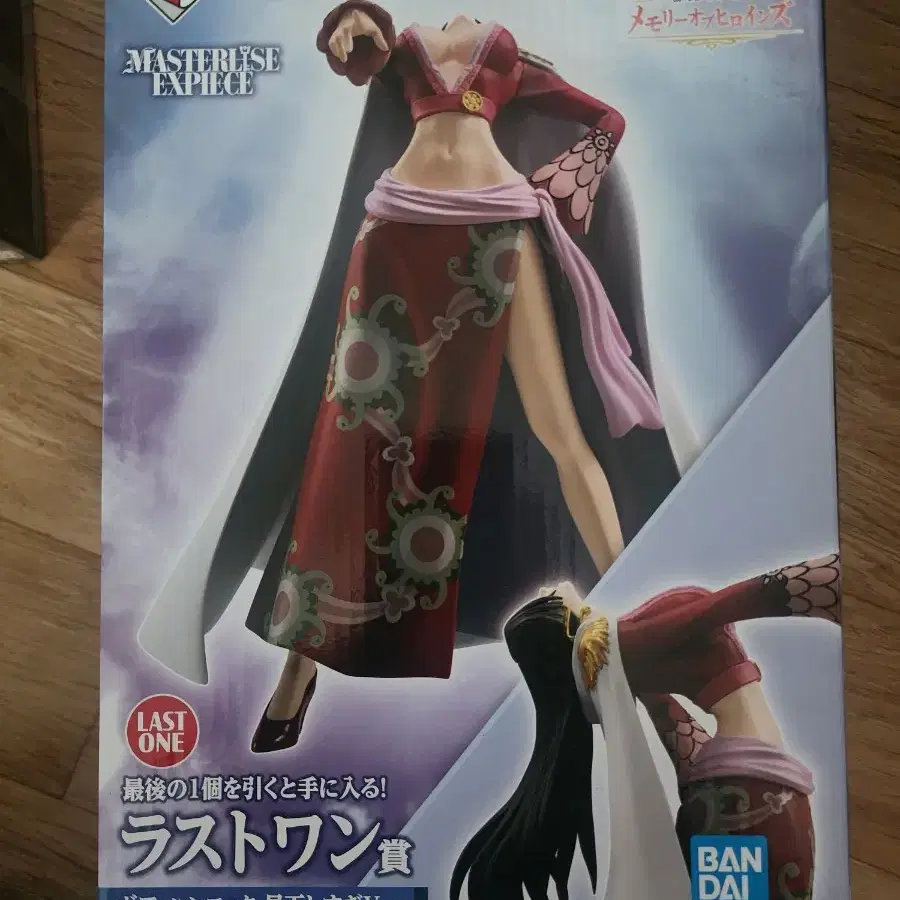 メモリーオブヒロインズ
MASTERLISE
EXPIECE
LAST
ONE
最後の1個を引くと手に入る!
ラストワン賞
BAN
DAI